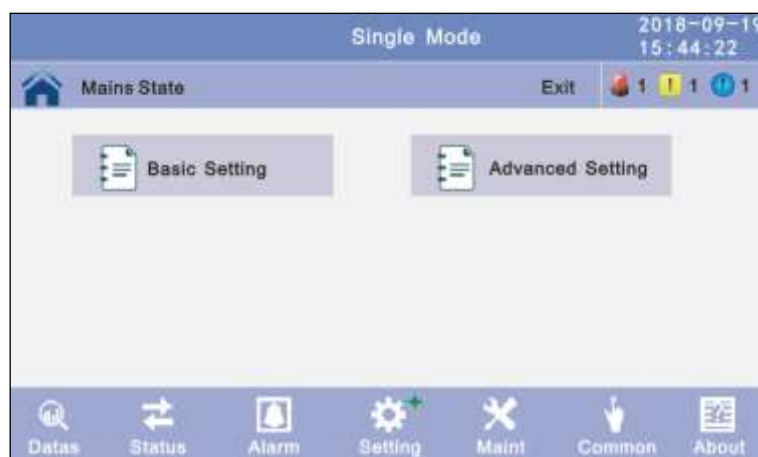 Single Mode
2018-09-19
15:44:22
Mains State
Exit
1
! 1
! 1
Basic Setting
Advanced Setting
Datas
Status
Alarm
Setting
Maint
Common
About